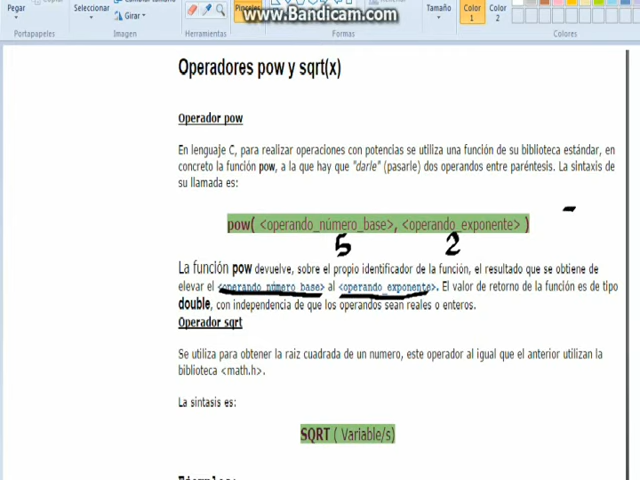 www.Bandicam.com
Pegar
Seleccionar
Girar
Pinceles
Tamaño
Color
1
Color
2
Portapapeles
Imagen
Herramientas
Formas
Colores
Operadores pow y sqrt(x)
Operador pow
En lenguaje C, para realizar operaciones con potencias se utiliza una función de su biblioteca estándar, en
concreto la función pow, a la que hay que "darle" (pasarle) dos operandos entre paréntesis. La sintaxis de
su llamada es:
pow( <operando_número_base>, <operando_exponente> )
5 2
La función pow devuelve, sobre el propio identificador de la función, el resultado que se obtiene de
elevar el <operando_número_base> al <operando_exponente>. El valor de retorno de la función es de tipo
double, con independencia de que los operandos sean reales o enteros.
Operador sqrt
Se utiliza para obtener la raiz cuadrada de un numero, este operador al igual que el anterior utilizan la
biblioteca <math.h>.
La sintasis es:
SQRT ( Variable/s)